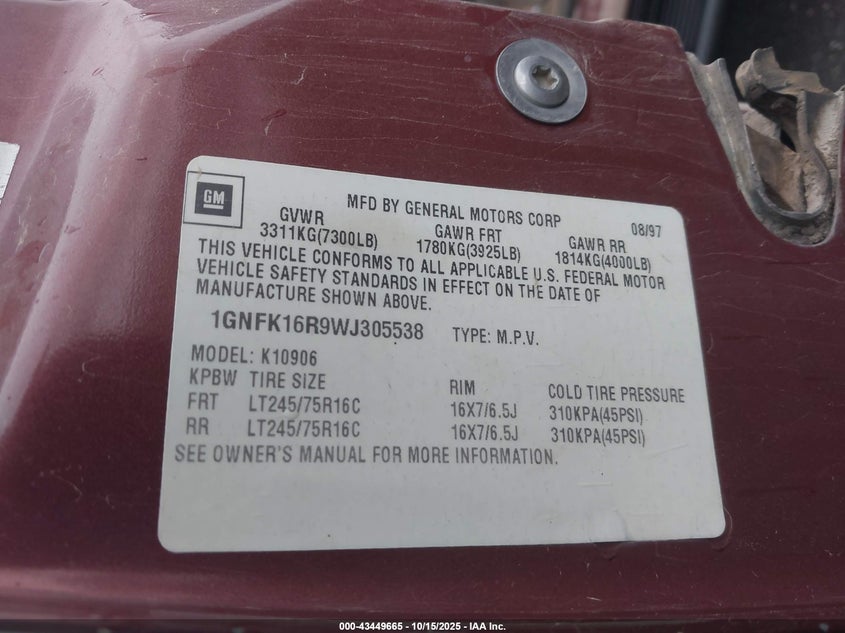 GM
MFD BY GENERAL MOTORS CORP 08/97
GVWR GAWR FRT GAWR RR
3311KG(7300LB) 1780KG(3925LB) 1814KG(4000LB)
THIS VEHICLE CONFORMS TO ALL APPLICABLE U.S. FEDERAL MOTOR
VEHICLE SAFETY STANDARDS IN EFFECT ON THE DATE OF
MANUFACTURE SHOWN ABOVE.
1GNFK16R9WJ305538 TYPE: M.P.V.
MODEL: K10906
KPBW TIRE SIZE RIM COLD TIRE PRESSURE
FRT LT245/75R16C 16X7/6.5J 310KPA(45PSI)
RR LT245/75R16C 16X7/6.5J 310KPA(45PSI)
SEE OWNER'S MANUAL FOR MORE INFORMATION.
000-43449665 - 10/15/2025 - IAA Inc.